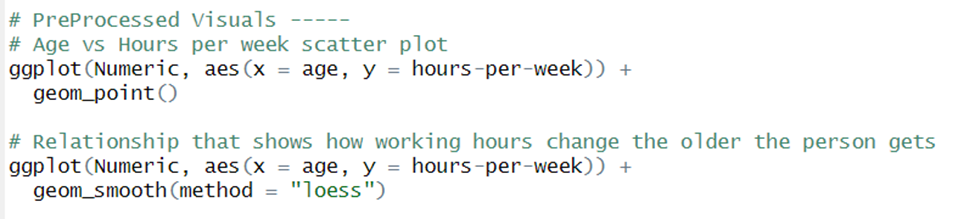 # PreProcessed Visuals -----
# Age vs Hours per week scatter plot
ggplot(Numeric, aes(x = age, y = hours-per-week)) +
  geom_point()

# Relationship that shows how working hours change the older the person gets
ggplot(Numeric, aes(x = age, y = hours-per-week)) +
  geom_smooth(method = "loess")